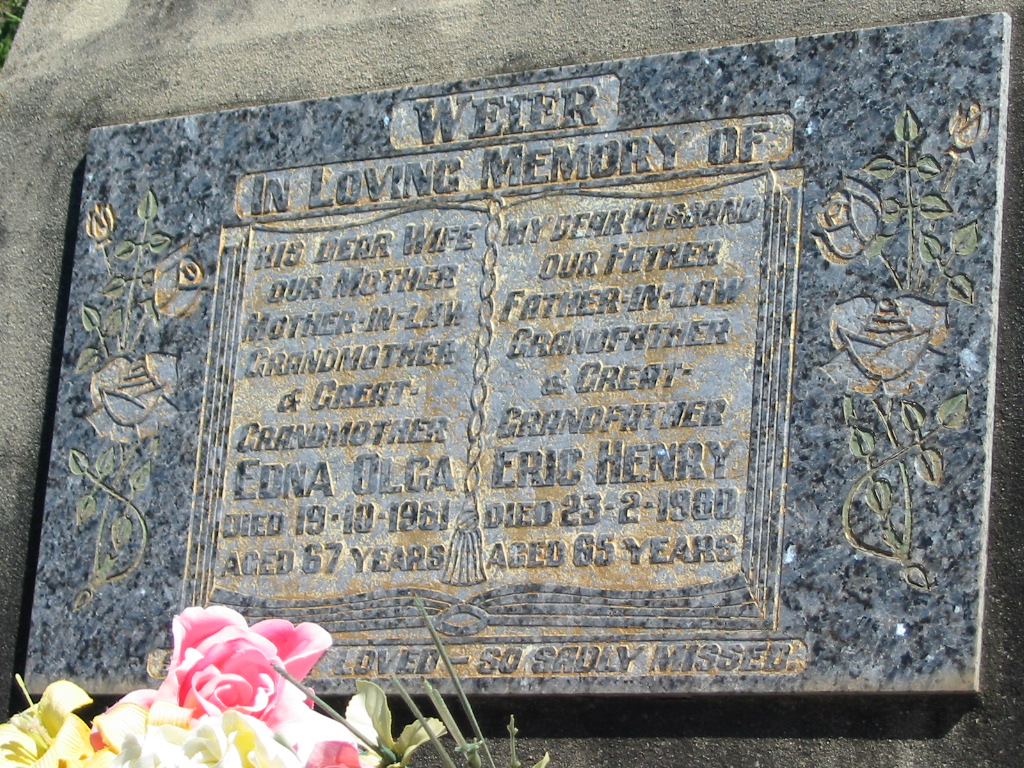 WEIER
IN LOVING MEMORY OF
HIS DEAR WIFE
OUR MOTHER
MOTHER-IN-LAW
GRANDMOTHER
& GREAT-
GRANDMOTHER
EDNA OLGA
DIED 19-10-1981
AGED 67 YEARS
MY DEAR HUSBAND
OUR FATHER
FATHER-IN-LAW
GRANDFATHER
& GREAT-
GRANDFATHER
ERIC HENRY
DIED 23-2-1980
AGED 65 YEARS
LOVED - SO SADLY MISSED.